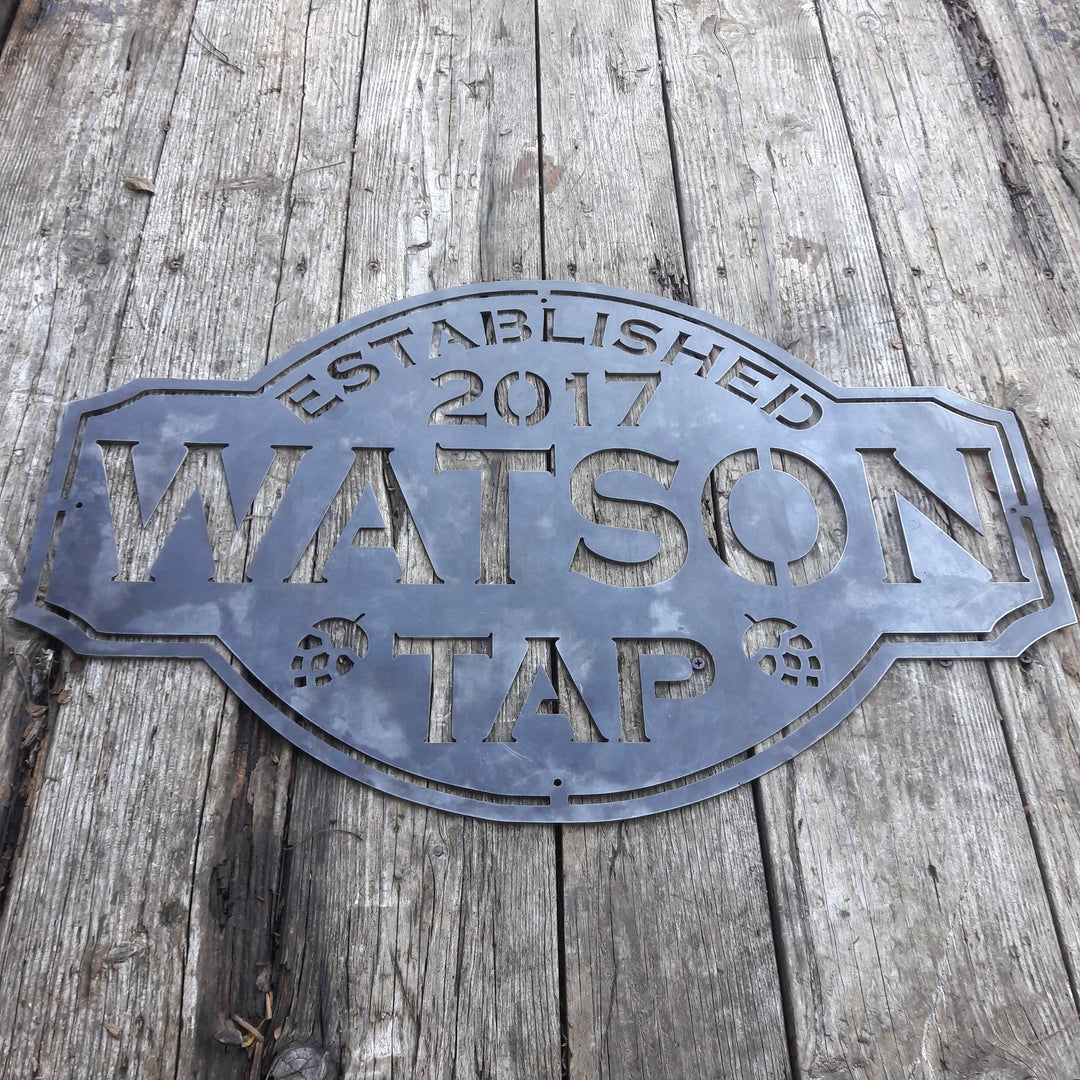 ESTABLISHED
2017
WATSON
TAP